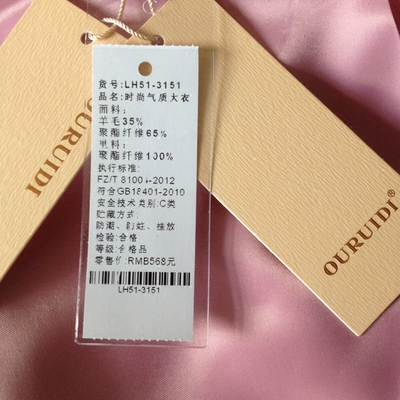 货号:LH51-3151
品名:时尚气质大衣
面料:
羊毛35%
聚酯纤维65%
里料:
聚酯纤维100%
执行标准:
FZ/T 81004-2012
符合GB18401-2010
安全技术类别:C类
贮藏方式:
防潮、防蛀、挂放
检验:合格
等级:合格品
零售价:RMB568元
LH51-3151
OURUIDI
OURUIDI®